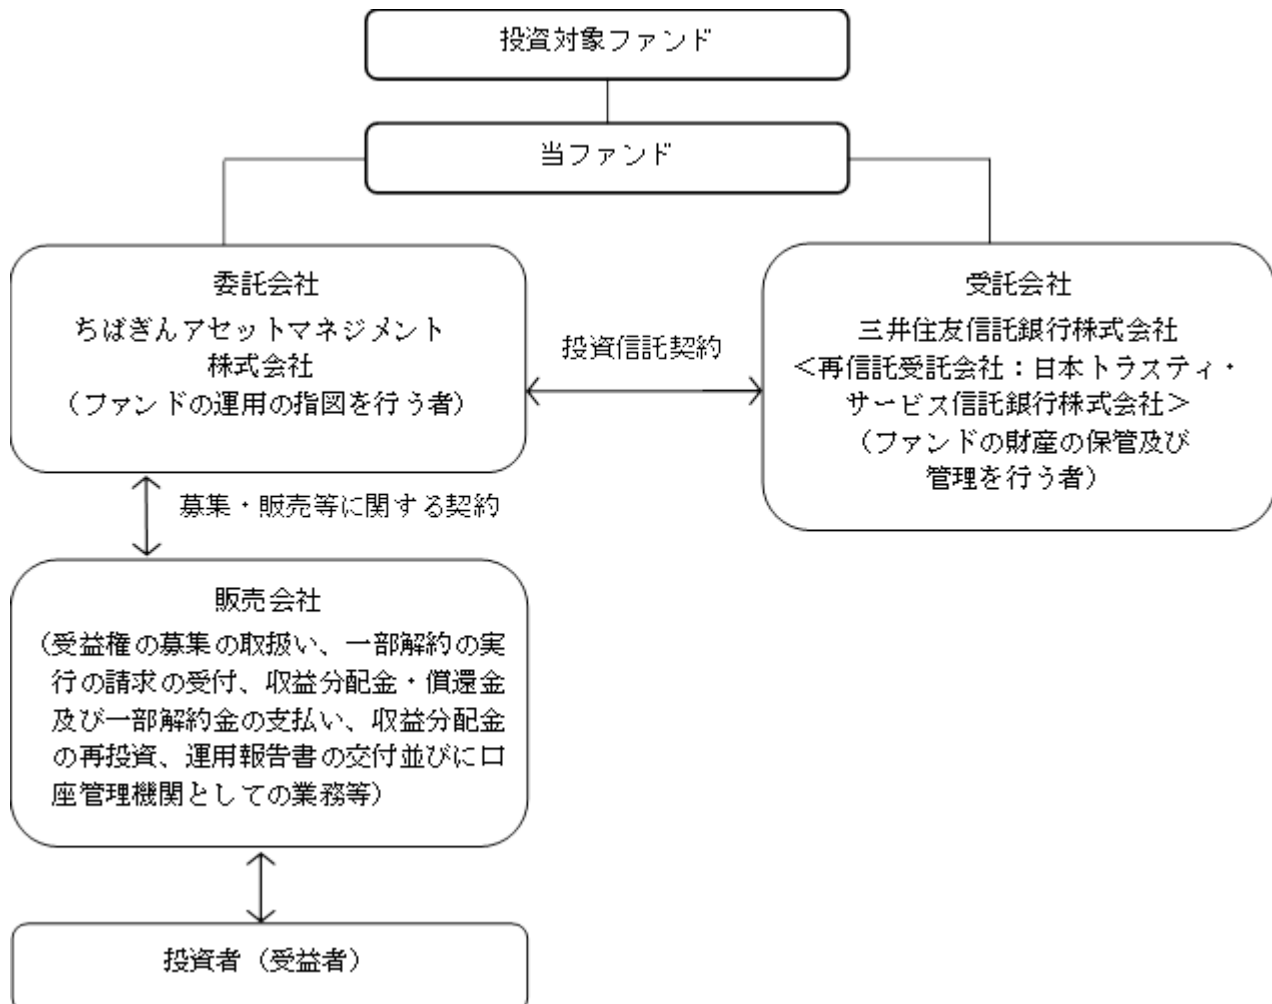 投資対象ファンド
当ファンド
委託会社
ちばぎんアセットマネジメント
株式会社
(ファンドの運用の指図を行う者)
投資信託契約
受託会社
三井住友信託銀行株式会社
<再信託受託会社:日本トラスティ・
サービス信託銀行株式会社>
(ファンドの財産の保管及び
管理を行う者)
募集・販売等に関する契約
販売会社
(受益権の募集の取扱い、一部解約の実
行の請求の受付、収益分配金・償還金
及び一部解約金の支払い、収益分配金
の再投資、運用報告書の交付並びに口
座管理機関としての業務等)
投資者(受益者)